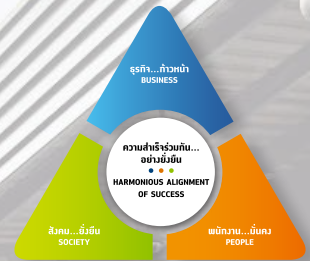 ธุรกิจ...ก้าวหน้า
BUSINESS
ความสำเร็จร่วมกัน...
อย่างยั่งยืน
HARMONIOUS ALIGNMENT
OF SUCCESS
สังคม...ยั่งยืน
SOCIETY
พนักงาน...มั่นคง
PEOPLE